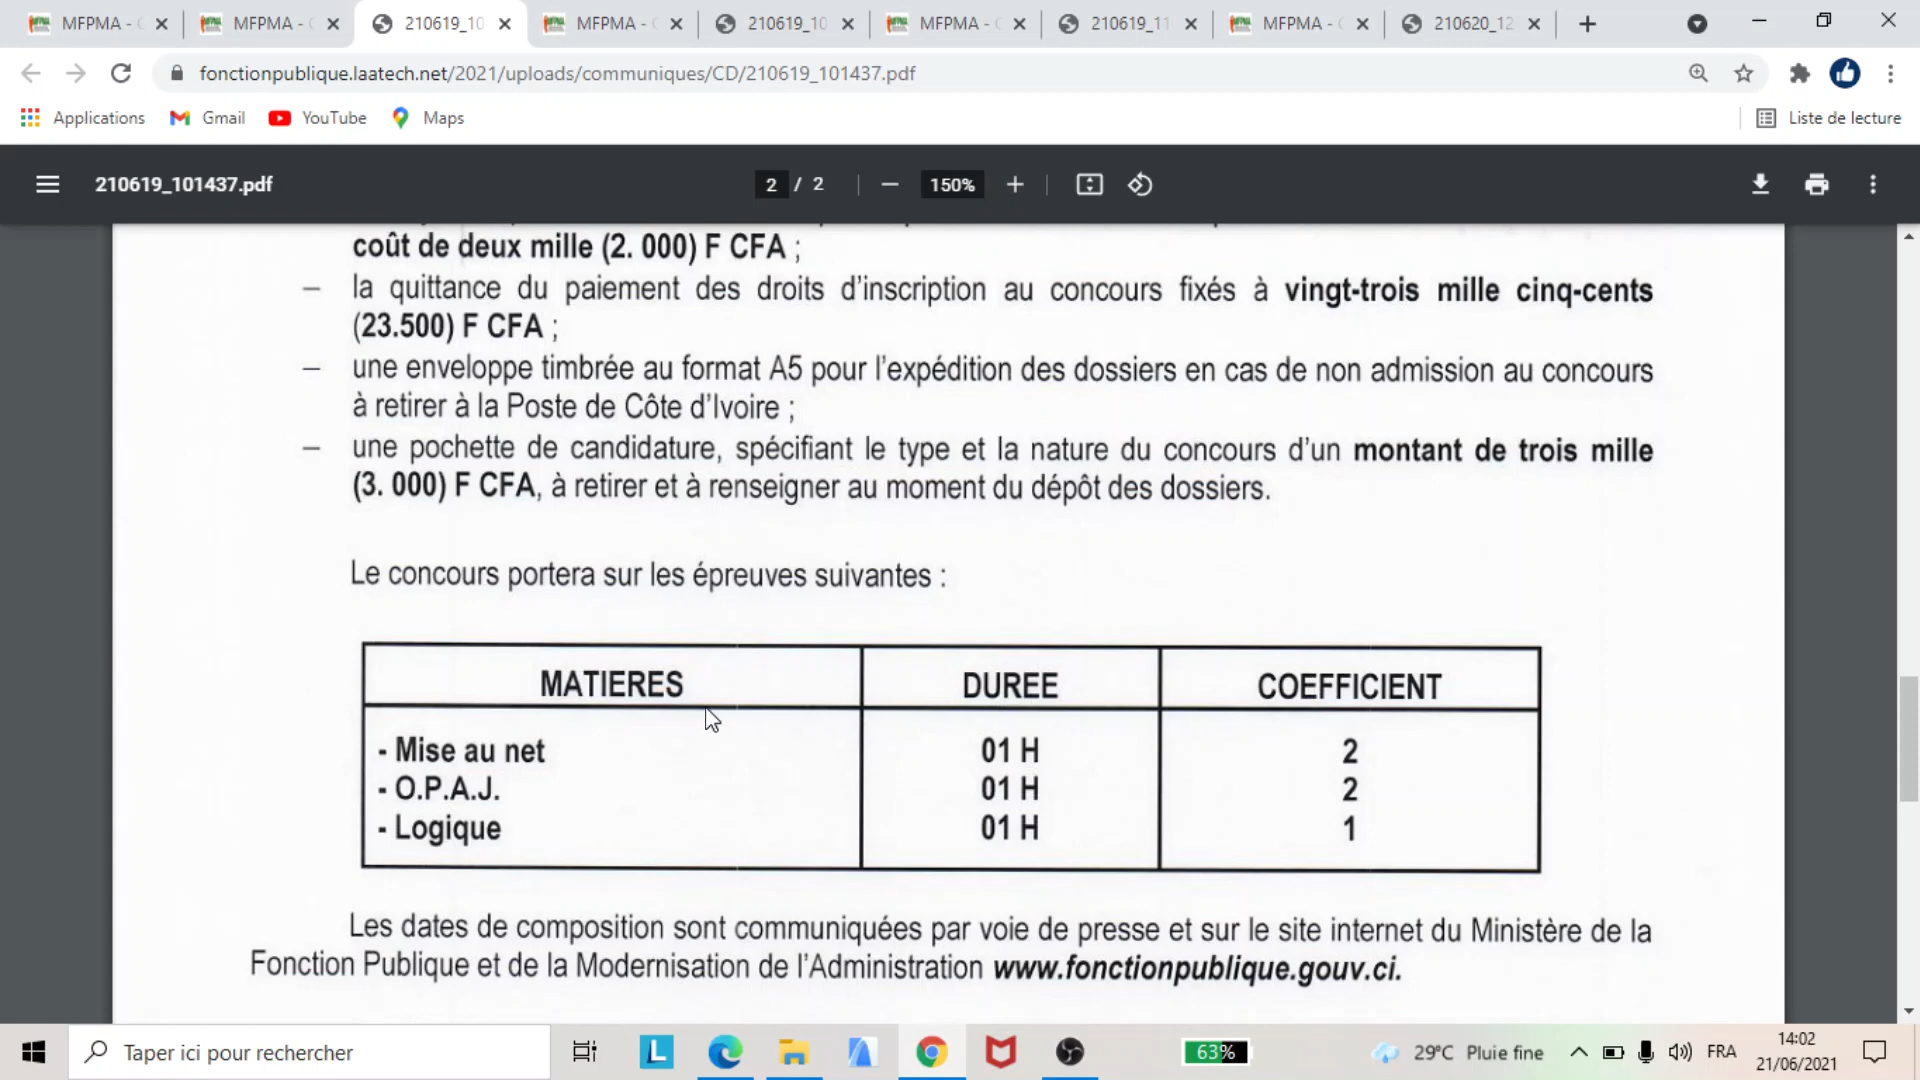 MFPMA - MFPMA - 210619_10 MFPMA - 210619_10 MFPMA - 210619_11 MFPMA - 210620_12
fonctionpublique.laatech.net/2021/uploads/communiques/CD/210619_101437.pdf
Applications Gmail YouTube Maps Liste de lecture
210619_101437.pdf 2 / 2 150%
coût de deux mille (2. 000) F CFA ;
– la quittance du paiement des droits d'inscription au concours fixés à vingt-trois mille cinq-cents
(23.500) F CFA ;
– une enveloppe timbrée au format A5 pour l'expédition des dossiers en cas de non admission au concours
à retirer à la Poste de Côte d'Ivoire ;
– une pochette de candidature, spécifiant le type et la nature du concours d'un montant de trois mille
(3. 000) F CFA, à retirer et à renseigner au moment du dépôt des dossiers.
Le concours portera sur les épreuves suivantes :
MATIERES DUREE COEFFICIENT
- Mise au net 01 H 2
- O.P.A.J. 01 H 2
- Logique 01 H 1
Les dates de composition sont communiquées par voie de presse et sur le site internet du Ministère de la
Fonction Publique et de la Modernisation de l'Administration www.fonctionpublique.gouv.ci.
Taper ici pour rechercher L 63% 29°C Pluie fine FRA 14:02
21/06/2021